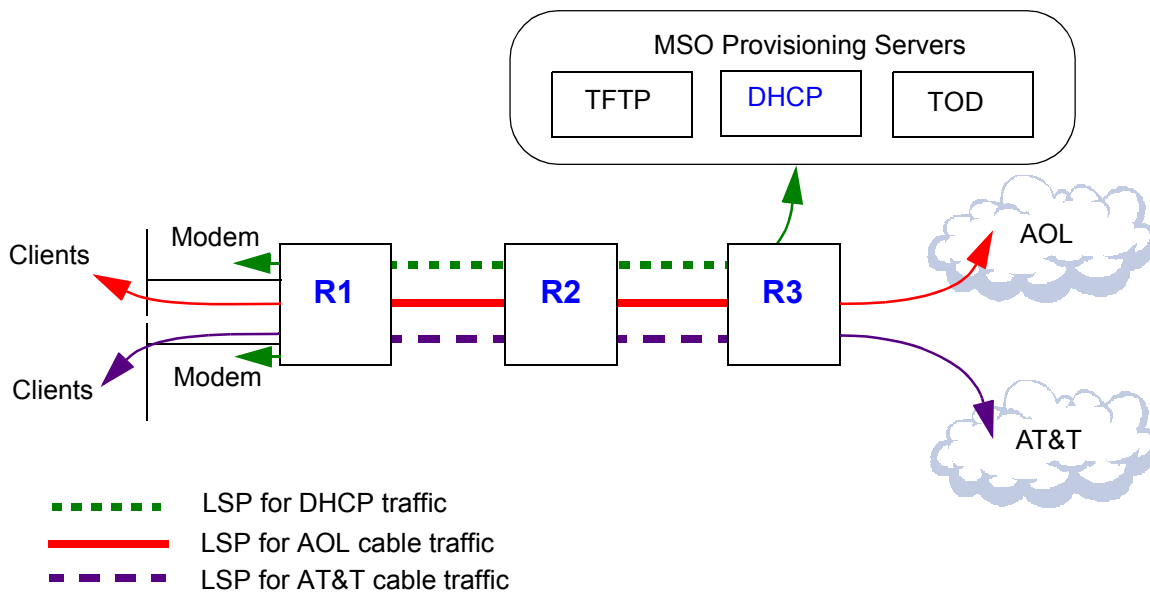 MSO Provisioning Servers
TFTP
DHCP
TOD
Clients
Modem
R1
R2
R3
AOL
Clients
Modem
AT&T
LSP for DHCP traffic
LSP for AOL cable traffic
LSP for AT&T cable traffic